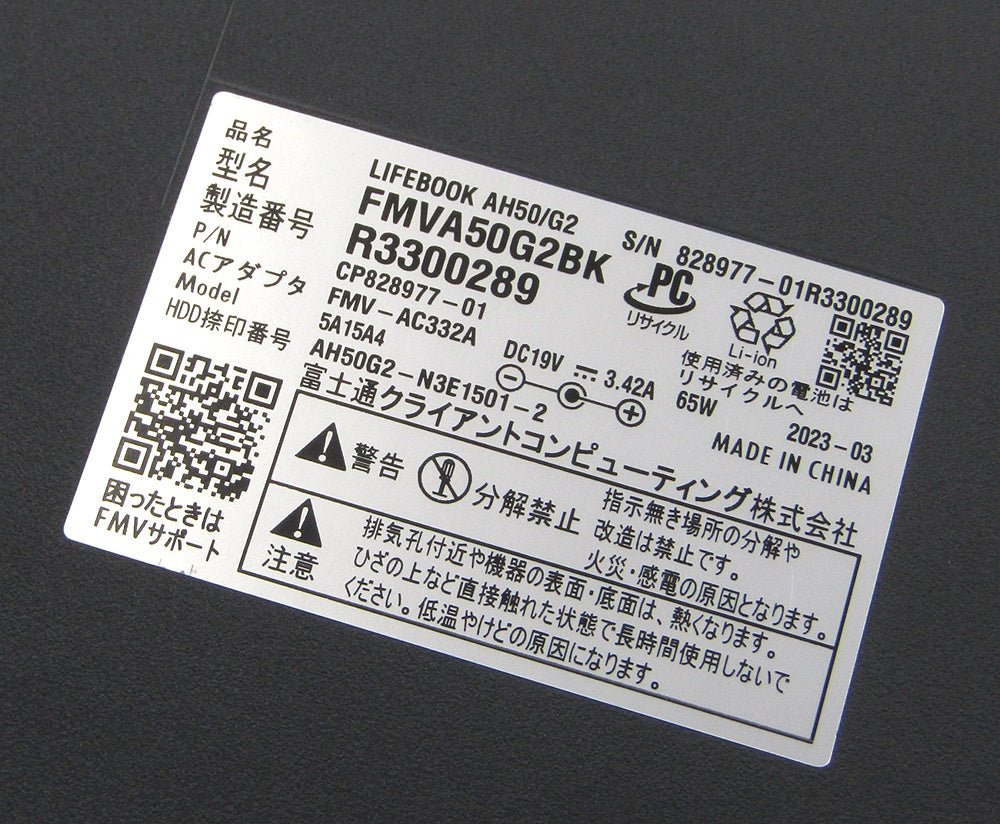 品名 LIFEBOOK AH50/G2 S/N 828977-01R3300289
型名 FMVA50G2BK
製造番号 R3300289
P/N CP828977-01
ACアダプタ FMV-AC332A DC19V 3.42A 65W
Model 5A15A4
HDD捺印番号 AH50G2-N3E1501-2
PC
リサイクル
Li-ion
使用済みの電池は
リサイクルへ
2023-03
MADE IN CHINA
富士通クライアントコンピューティング株式会社
困ったときは
FMVサポート
警告
分解禁止
指示無き場所の分解や
改造は禁止です。
火災・感電の原因となります。
注意
排気孔付近や機器の表面・底面は、熱くなります。
ひざの上など直接触れた状態で長時間使用しないで
ください。低温やけどの原因になります。